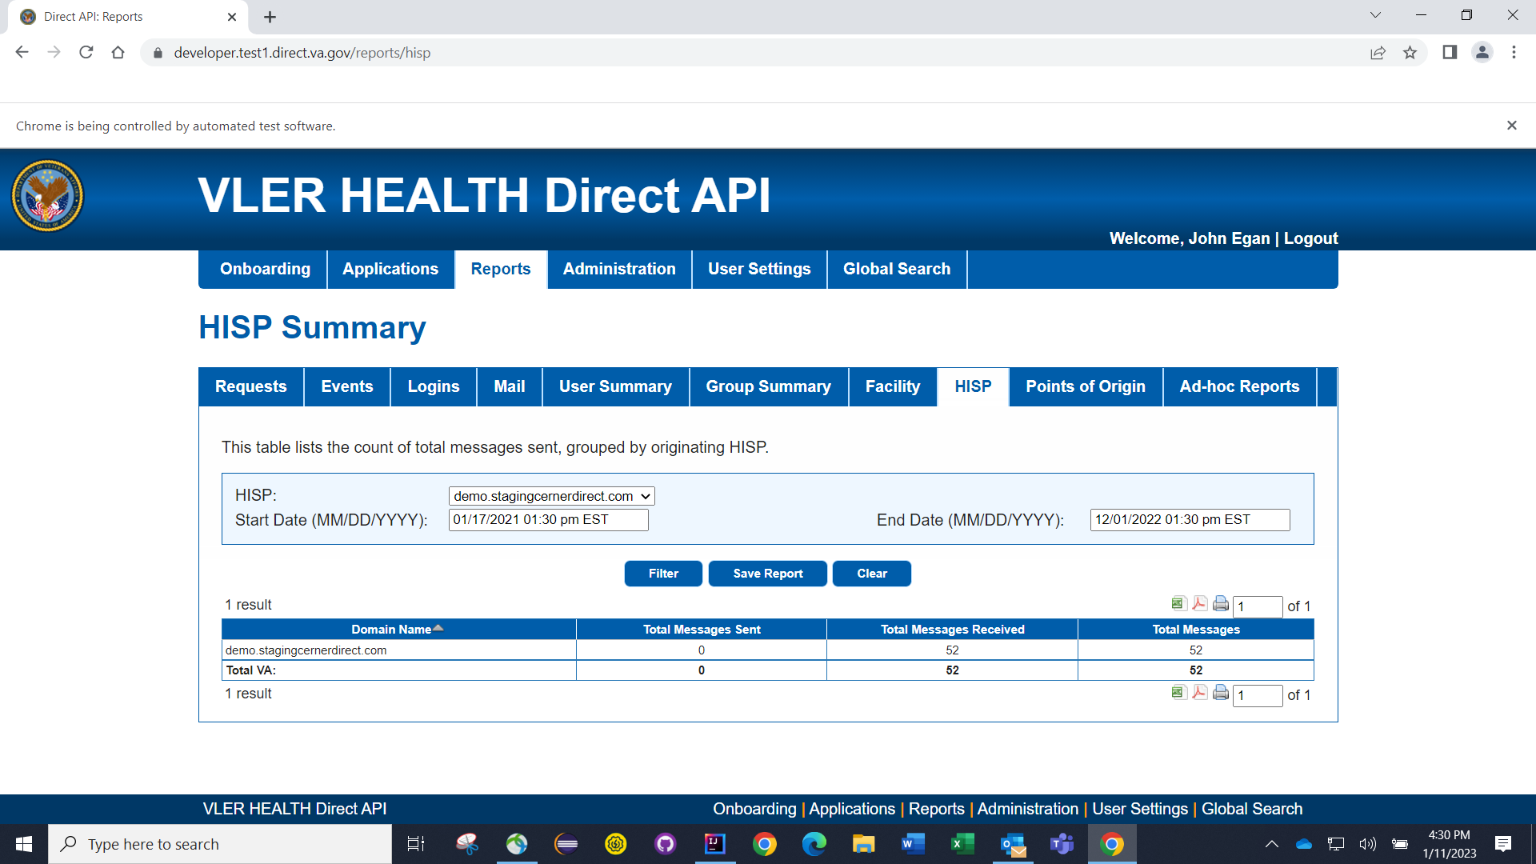 Direct API: Reports
developer.test1.direct.va.gov/reports/hisp
Chrome is being controlled by automated test software.
VLER HEALTH Direct API
Welcome, John Egan | Logout
Onboarding Applications Reports Administration User Settings Global Search
HISP Summary
Requests Events Logins Mail User Summary Group Summary Facility HISP Points of Origin Ad-hoc Reports
This table lists the count of total messages sent, grouped by originating HISP.
HISP: demo.stagingcernerdirect.com
Start Date (MM/DD/YYYY): 01/17/2021 01:30 pm EST End Date (MM/DD/YYYY): 12/01/2022 01:30 pm EST
Filter Save Report Clear
1 result 1 of 1
Domain Name Total Messages Sent Total Messages Received Total Messages
demo.stagingcernerdirect.com 0 52 52
Total VA: 0 52 52
1 result 1 of 1
VLER HEALTH Direct API Onboarding | Applications | Reports | Administration | User Settings | Global Search
Type here to search
4:30 PM
1/11/2023